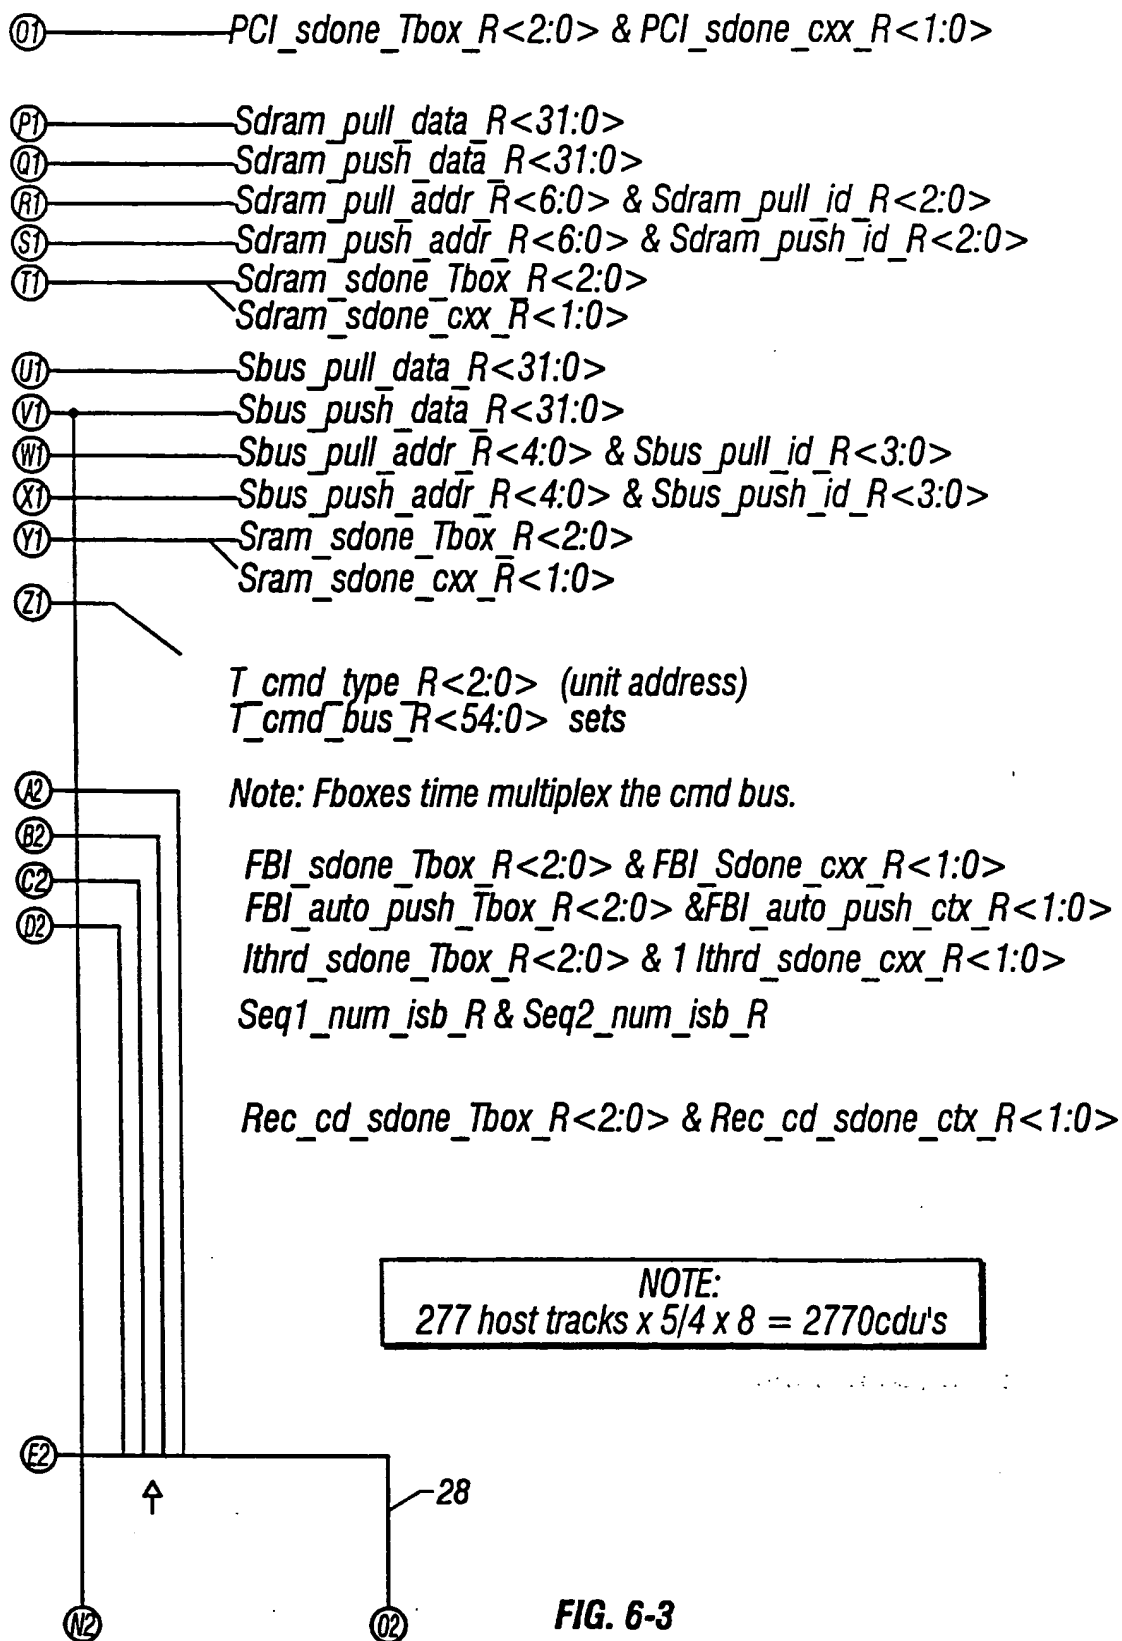 O1 PCI_sdone_Tbox_R<2:0> & PCI_sdone_cxx_R<1:0>
P1 Sdram_pull_data_R<31:0>
Q1 Sdram_push_data_R<31:0>
R1 Sdram_pull_addr_R<6:0> & Sdram_pull_id_R<2:0>
S1 Sdram_push_addr_R<6:0> & Sdram_push_id_R<2:0>
T1 Sdram_sdone_Tbox_R<2:0>
Sdram_sdone_cxx_R<1:0>
U1 Sbus_pull_data_R<31:0>
V1 Sbus_push_data_R<31:0>
W1 Sbus_pull_addr_R<4:0> & Sbus_pull_id_R<3:0>
X1 Sbus_push_addr_R<4:0> & Sbus_push_id_R<3:0>
Y1 Sram_sdone_Tbox_R<2:0>
Sram_sdone_cxx_R<1:0>
Z1
T_cmd_type_R<2:0> (unit address)
T_cmd_bus_R<54:0> sets
A2 Note: Fboxes time multiplex the cmd bus.
B2
FBI_sdone_Tbox_R<2:0> & FBI_Sdone_cxx_R<1:0>
C2
FBI_auto_push_Tbox_R<2:0> &FBI_auto_push_ctx_R<1:0>
D2
Ithrd_sdone_Tbox_R<2:0> & 1 Ithrd_sdone_cxx_R<1:0>
Seq1_num_isb_R & Seq2_num_isb_R
Rec_cd_sdone_Tbox_R<2:0> & Rec_cd_sdone_ctx_R<1:0>
NOTE:
277 host tracks x 5/4 x 8 = 2770cdu's
E2
28
N2 O2 FIG. 6-3